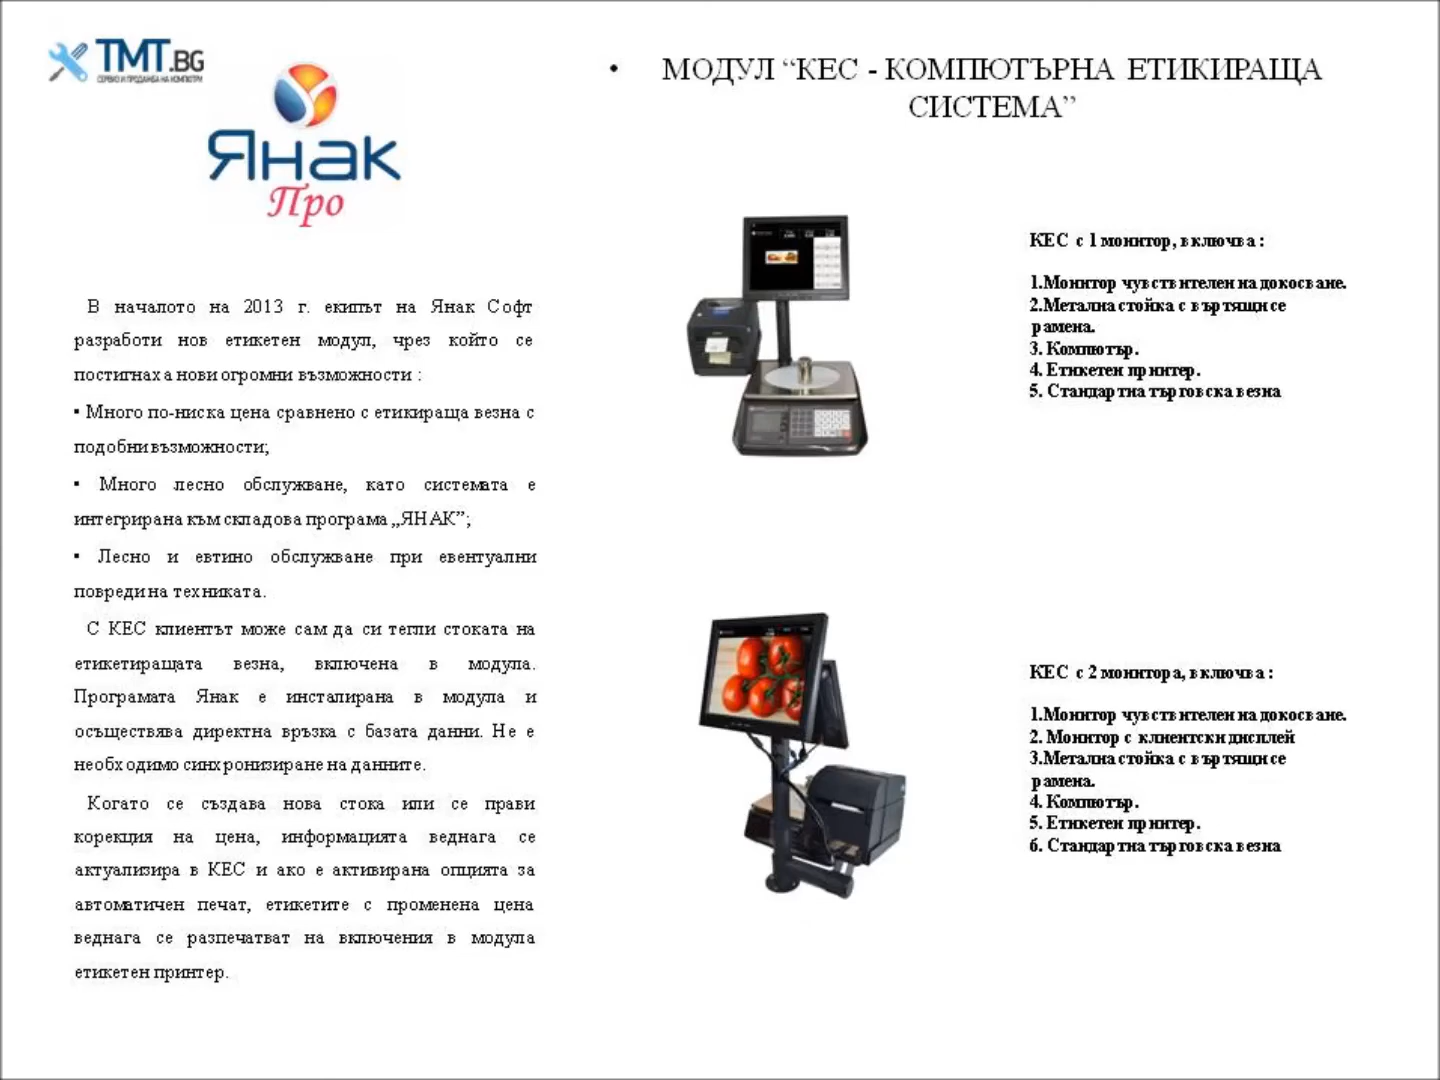 TMT.BG
СЕРВИЗ И ПРОДАЖБА НА КОМПЮТРИ
Янак
Про
• МОДУЛ “КЕС - КОМПЮТЪРНА ЕТИКИРАЩА
СИСТЕМА”
В началото на 2013 г. екипът на Янак Софт
разработи нов етикетен модул, чрез който се
постигнаха нови огромни възможности :
▪ Много по-ниска цена сравнено с етикираща везна с
подобни възможности;
▪ Много лесно обслужване, като системата е
интегрирана към складова програма „ЯНАК”;
▪ Лесно и евтино обслужване при евентуални
повреди на техниката.
С КЕС клиентът може сам да си тегли стоката на
етикетиращата везна, включена в модула.
Програмата Янак е инсталирана в модула и
осъществява директна връзка с базата данни. Не е
необходимо синхронизиране на данните.
Когато се създава нова стока или се прави
корекция на цена, информацията веднага се
актуализира в КЕС и ако е активирана опцията за
автоматичен печат, етикетите с променена цена
веднага се разпечатват на включения в модула
етикетен принтер.
КЕС с 1 монитор, включва :
1.Монитор чувствителен на докосване.
2.Метална стойка с въртящи се
рамена.
3. Компютър.
4. Етикетен принтер.
5. Стандартна търговска везна
КЕС с 2 монитора, включва :
1.Монитор чувствителен на докосване.
2. Монитор с клиентски дисплей
3.Метална стойка с въртящи се
рамена.
4. Компютър.
5. Етикетен принтер.
6. Стандартна търговска везна